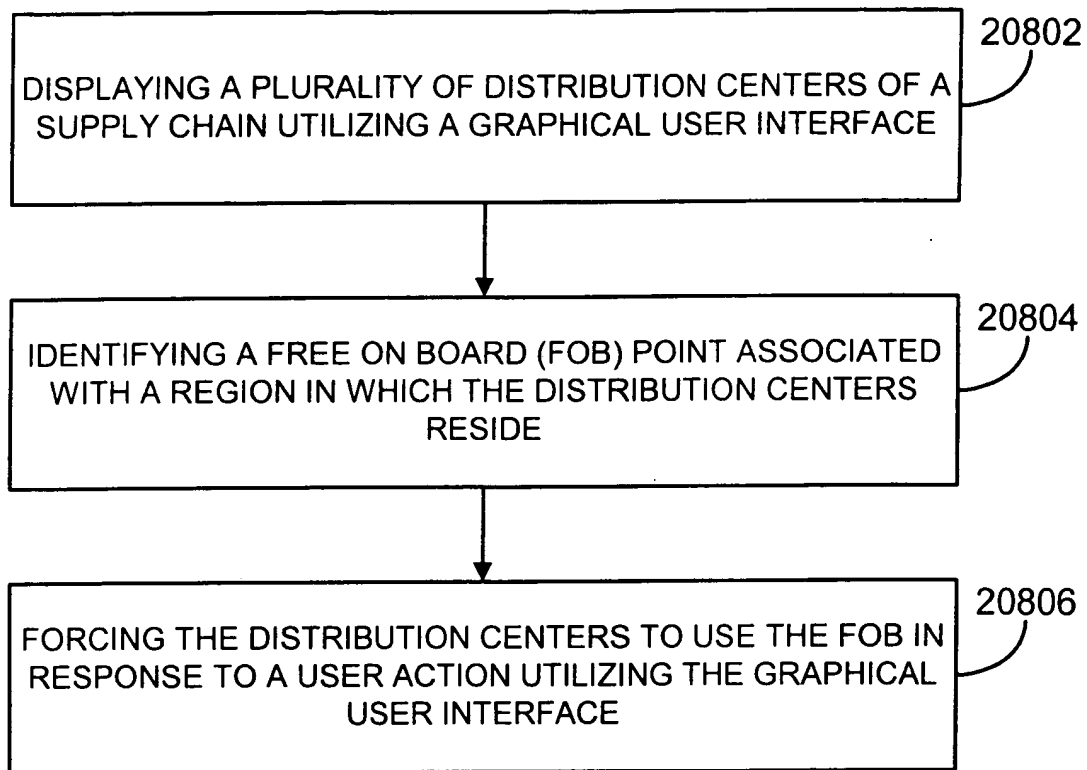 20802
DISPLAYING A PLURALITY OF DISTRIBUTION CENTERS OF A
SUPPLY CHAIN UTILIZING A GRAPHICAL USER INTERFACE
20804
IDENTIFYING A FREE ON BOARD (FOB) POINT ASSOCIATED
WITH A REGION IN WHICH THE DISTRIBUTION CENTERS
RESIDE
20806
FORCING THE DISTRIBUTION CENTERS TO USE THE FOB IN
RESPONSE TO A USER ACTION UTILIZING THE GRAPHICAL
USER INTERFACE